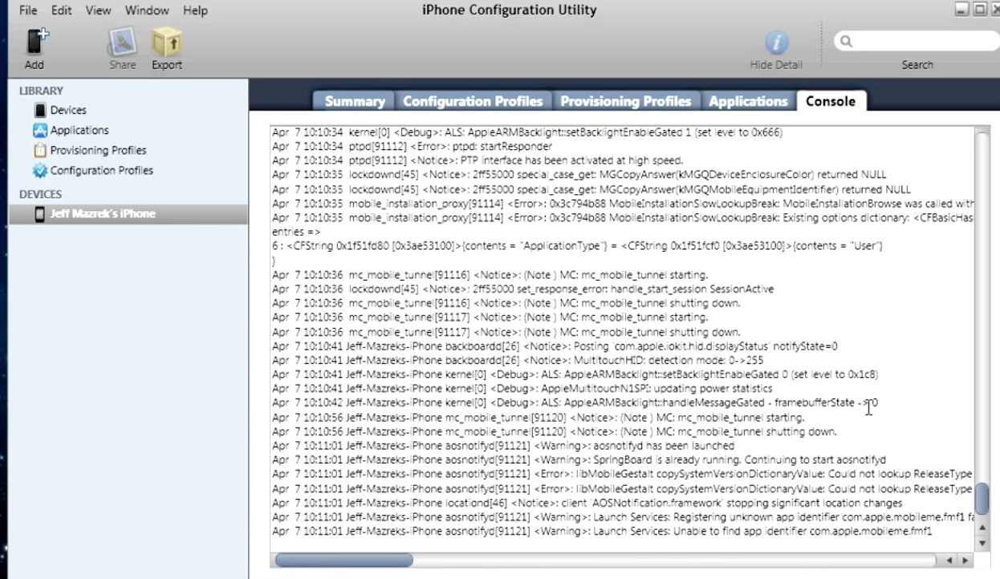 File Edit View Window Help
iPhone Configuration Utility
Add Share Export Hide Detail Search
LIBRARY
Devices
Applications
Provisioning Profiles
Configuration Profiles
DEVICES
Jeff Mazrek's iPhone
Summary Configuration Profiles Provisioning Profiles Applications Console
Apr 7 10:10:34 kernel[0] <Debug>: ALS: AppleARMBacklight::setBacklightEnableGated 1 (set level to 0x666)
Apr 7 10:10:34 ptpd[91112] <Error>: ptpd: startResponder
Apr 7 10:10:34 ptpd[91112] <Notice>: PTP interface has been activated at high speed.
Apr 7 10:10:35 lockdownd[45] <Notice>: 2ff55000 special_case_get: MGCopyAnswer(kMGQDeviceEnclosureColor) returned NULL
Apr 7 10:10:35 lockdownd[45] <Notice>: 2ff55000 special_case_get: MGCopyAnswer(kMGQMobileEquipmentIdentifier) returned NULL
Apr 7 10:10:35 mobile_installation_proxy[91114] <Error>: 0x3c794b88 MobileInstallationSlowLookupBreak: MobileInstallationBrowse was called with
Apr 7 10:10:35 mobile_installation_proxy[91114] <Error>: 0x3c794b88 MobileInstallationSlowLookupBreak: Existing options dictionary: <CFBasicHas
entries =>
6 : <CFString 0x1f51fd80 [0x3ae53100]>{contents = "ApplicationType"} = <CFString 0x1f51fcf0 [0x3ae53100]>{contents = "User"}
}
Apr 7 10:10:36 mc_mobile_tunnel[91116] <Notice>: (Note ) MC: mc_mobile_tunnel starting.
Apr 7 10:10:36 lockdownd[45] <Notice>: 2ff55000 set_response_error: handle_start_session SessionActive
Apr 7 10:10:36 mc_mobile_tunnel[91116] <Notice>: (Note ) MC: mc_mobile_tunnel shutting down.
Apr 7 10:10:36 mc_mobile_tunnel[91117] <Notice>: (Note ) MC: mc_mobile_tunnel starting.
Apr 7 10:10:36 mc_mobile_tunnel[91117] <Notice>: (Note ) MC: mc_mobile_tunnel shutting down.
Apr 7 10:10:41 Jeff-Mazreks-iPhone backboardd[26] <Notice>: Posting 'com.apple.iokit.hid.displayStatus' notifyState=0
Apr 7 10:10:41 Jeff-Mazreks-iPhone backboardd[26] <Notice>: MultitouchHID: detection mode: 0->255
Apr 7 10:10:41 Jeff-Mazreks-iPhone kernel[0] <Debug>: ALS: AppleARMBacklight::setBacklightEnableGated 0 (set level to 0x1c8)
Apr 7 10:10:41 Jeff-Mazreks-iPhone kernel[0] <Debug>: AppleMultitouchN1SPI: updating power statistics
Apr 7 10:10:42 Jeff-Mazreks-iPhone kernel[0] <Debug>: ALS: AppleARMBacklight::handleMessageGated - framebufferState -> 0
Apr 7 10:10:56 Jeff-Mazreks-iPhone mc_mobile_tunnel[91120] <Notice>: (Note ) MC: mc_mobile_tunnel starting.
Apr 7 10:10:56 Jeff-Mazreks-iPhone mc_mobile_tunnel[91120] <Notice>: (Note ) MC: mc_mobile_tunnel shutting down.
Apr 7 10:11:01 Jeff-Mazreks-iPhone aosnotifyd[91121] <Warning>: aosnotifyd has been launched
Apr 7 10:11:01 Jeff-Mazreks-iPhone aosnotifyd[91121] <Warning>: SpringBoard is already running. Continuing to start aosnotifyd
Apr 7 10:11:01 Jeff-Mazreks-iPhone aosnotifyd[91121] <Error>: libMobileGestalt copySystemVersionDictionaryValue: Could not lookup ReleaseType
Apr 7 10:11:01 Jeff-Mazreks-iPhone aosnotifyd[91121] <Error>: libMobileGestalt copySystemVersionDictionaryValue: Could not lookup ReleaseType
Apr 7 10:11:01 Jeff-Mazreks-iPhone locationd[46] <Notice>: client 'AOSNotification.framework' stopping significant location changes
Apr 7 10:11:01 Jeff-Mazreks-iPhone aosnotifyd[91121] <Warning>: Launch Services: Registering unknown app identifier com.apple.mobileme.fmf1 fa
Apr 7 10:11:01 Jeff-Mazreks-iPhone aosnotifyd[91121] <Warning>: Launch Services: Unable to find app identifier com.apple.mobileme.fmf1